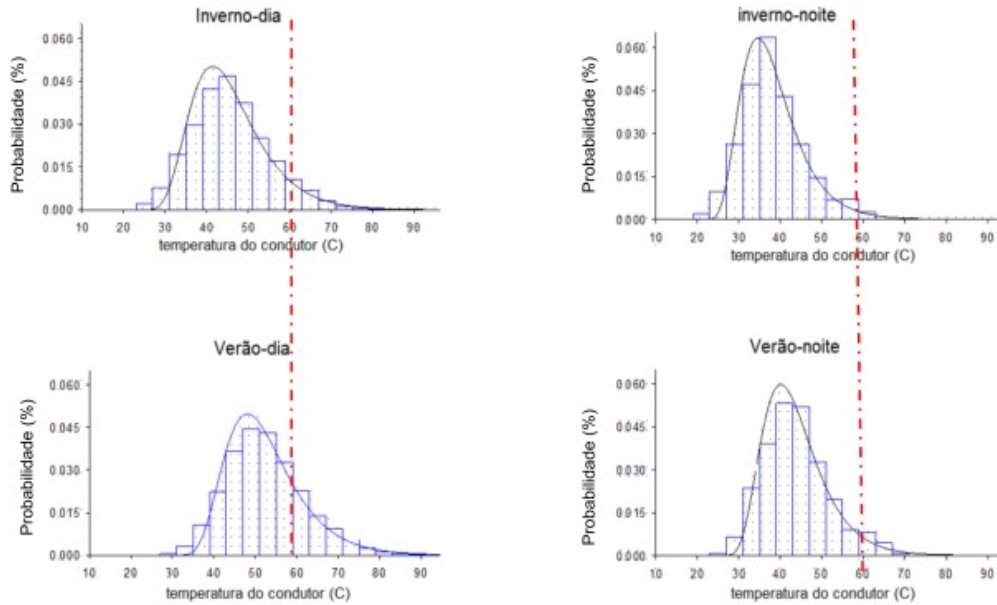 Inverno-dia
Probabilidade (%)
0.060
0.045
0.030
0.015
0.000
10 20 30 40 50 60 70 80 90
temperatura do condutor (C)
inverno-noite
Probabilidade (%)
0.060
0.045
0.030
0.015
0.000
10 20 30 40 50 60 70 80 90
temperatura do condutor (C)
Verão-dia
Probabilidade (%)
0.060
0.045
0.030
0.015
0.000
10 20 30 40 50 60 70 80 90
temperatura do condutor (C)
Verão-noite
Probabilidade (%)
0.060
0.045
0.030
0.015
0.000
10 20 30 40 50 60 70 80 90
temperatura do condutor (C)